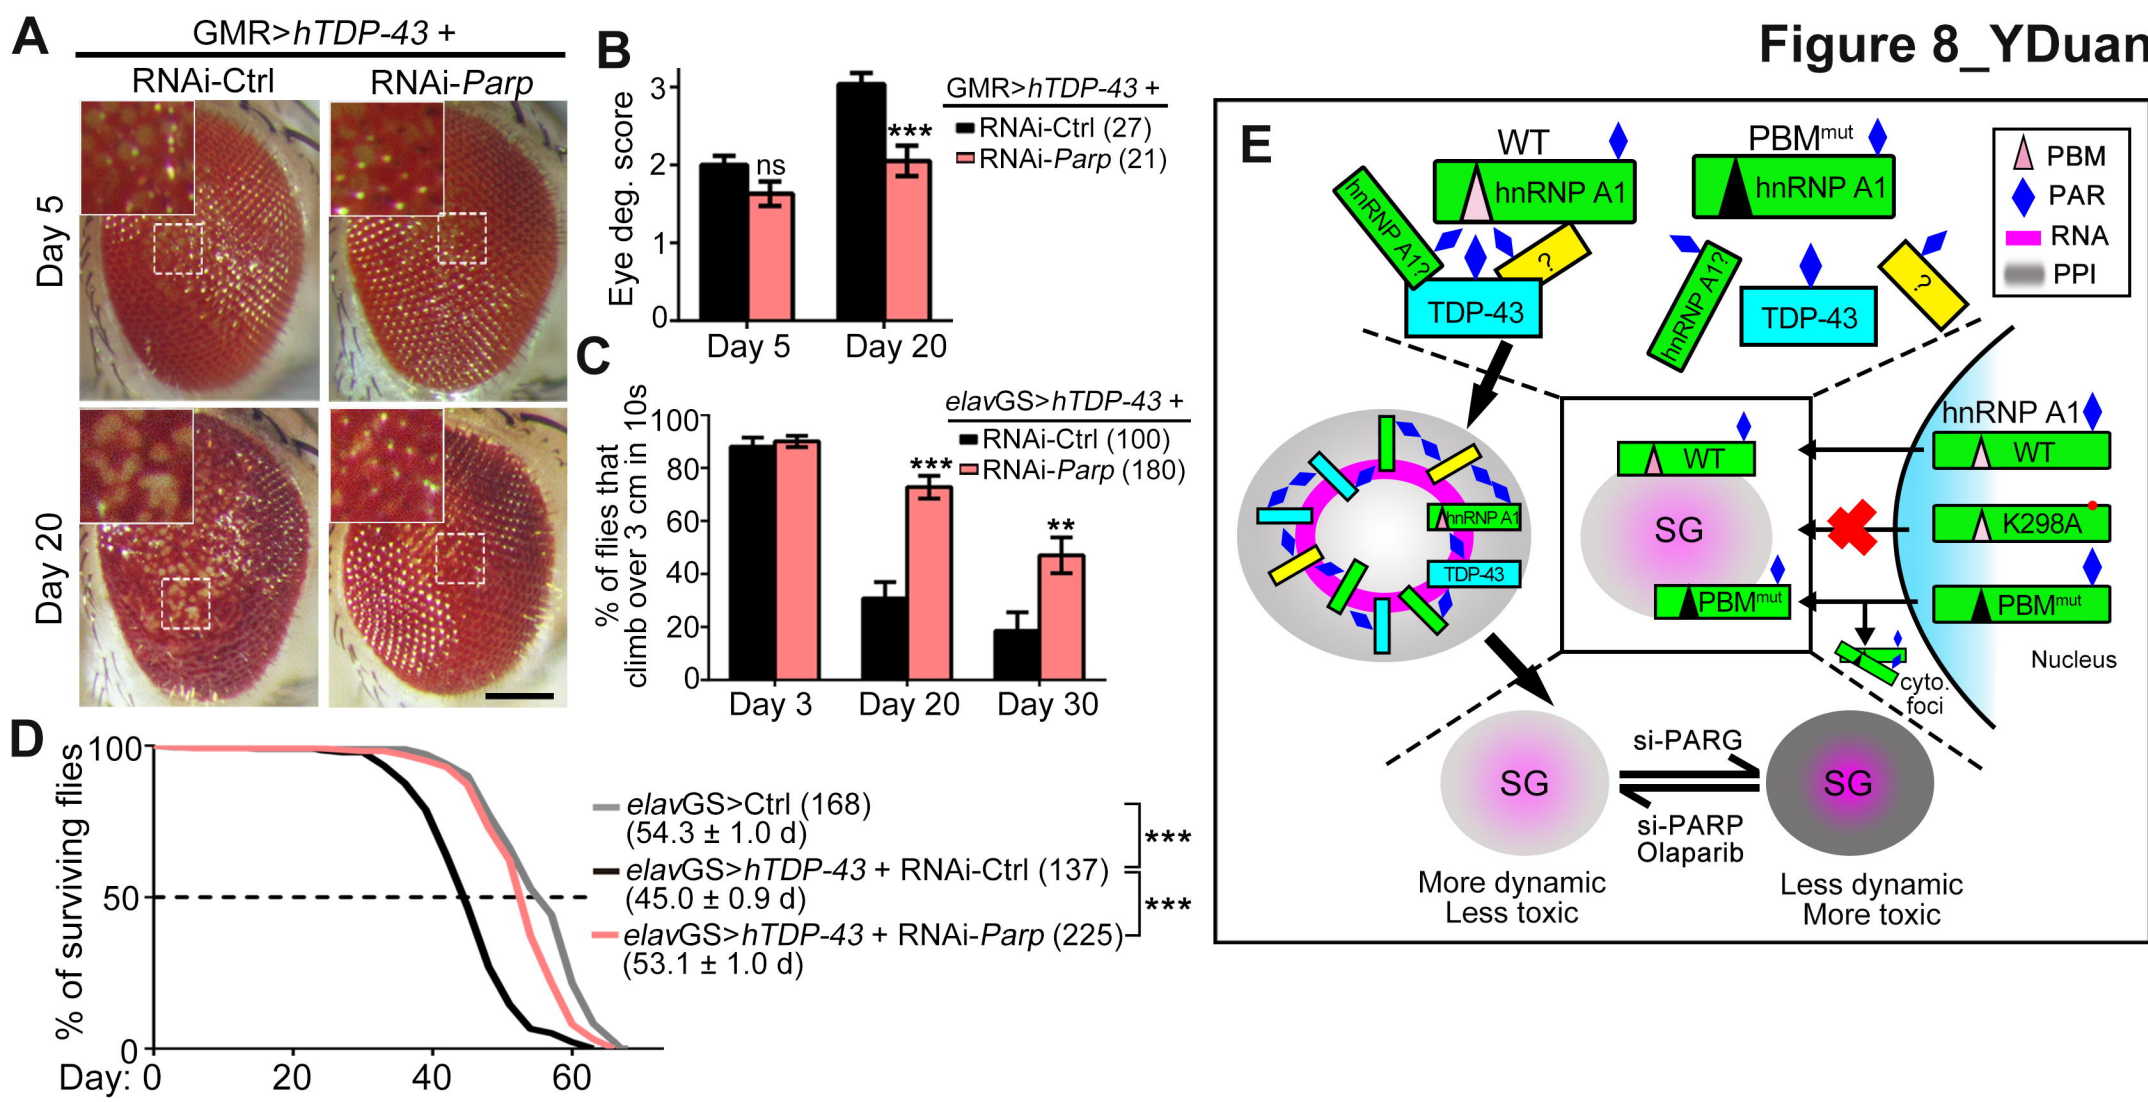 Figure 8_YDuan
A
GMR>hTDP-43 +
RNAi-Ctrl
RNAi-Parp
Day 5
Day 20
B
Eye deg. score
3
2
1
0
ns
***
Day 5
Day 20
GMR>hTDP-43 +
RNAi-Ctrl (27)
RNAi-Parp (21)
C
% of flies that
climb over 3 cm in 10s
100
80
60
40
20
0
***
**
Day 3
Day 20
Day 30
elavGS>hTDP-43 +
RNAi-Ctrl (100)
RNAi-Parp (180)
D
% of surviving flies
100
50
0
Day: 0
20
40
60
elavGS>Ctrl (168)
(54.3 ± 1.0 d)
elavGS>hTDP-43 + RNAi-Ctrl (137)
(45.0 ± 0.9 d)
elavGS>hTDP-43 + RNAi-Parp (225)
(53.1 ± 1.0 d)
***
***
E
WT
hnRNP A1
hnRNP A1?
?
TDP-43
PBMmut
hnRNP A1
hnRNP A1?
TDP-43
?
PBM
PAR
RNA
PPI
hnRNP A1
TDP-43
WT
SG
PBMmut
hnRNP A1
WT
K298A
PBMmut
Nucleus
cyto.
foci
SG
si-PARG
si-PARP
Olaparib
SG
More dynamic
Less toxic
Less dynamic
More toxic